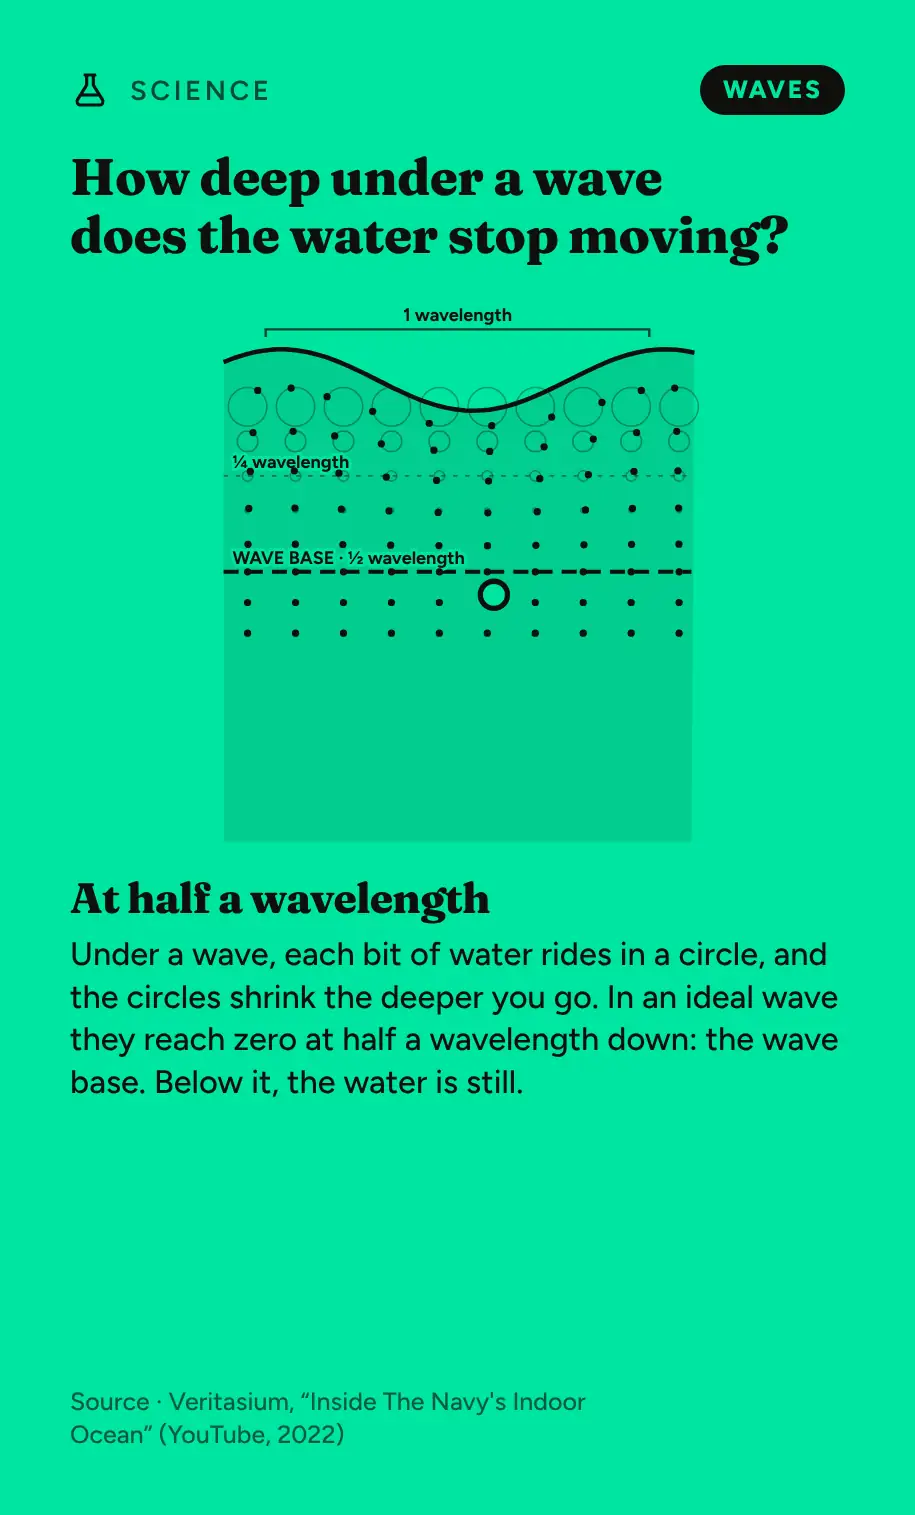 SCIENCE
WAVES
How deep under a wave
does the water stop moving?
1 wavelength
¼ wavelength
WAVE BASE · ½ wavelength
At half a wavelength
Under a wave, each bit of water rides in a circle, and
the circles shrink the deeper you go. In an ideal wave
they reach zero at half a wavelength down: the wave
base. Below it, the water is still.
Source · Veritasium, “Inside The Navy's Indoor
Ocean” (YouTube, 2022)